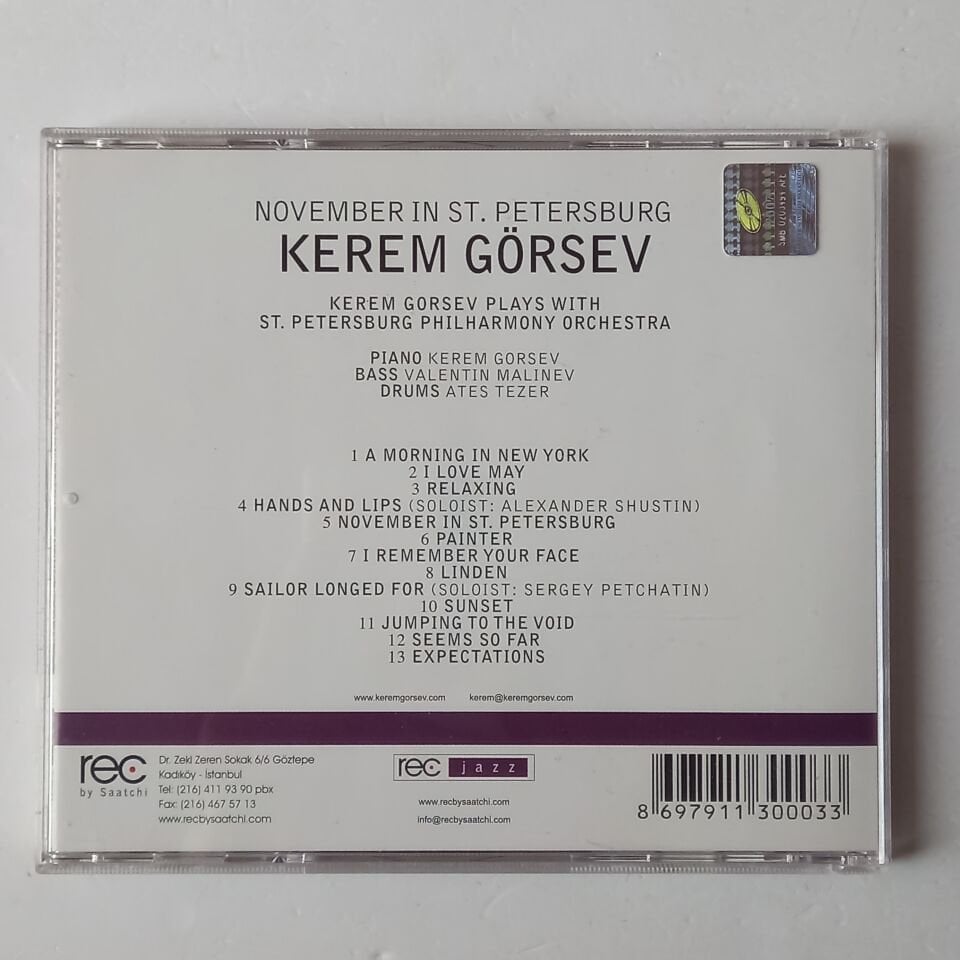 NOVEMBER IN ST. PETERSBURG
KEREM GÖRSEV
KEREM GORSEV PLAYS WITH
ST. PETERSBURG PHILHARMONY ORCHESTRA
PIANO KEREM GORSEV
BASS VALENTIN MALINEV
DRUMS ATES TEZER
1 A MORNING IN NEW YORK
2 I LOVE MAY
3 RELAXING
4 HANDS AND LIPS (SOLOIST: ALEXANDER SHUSTIN)
5 NOVEMBER IN ST. PETERSBURG
6 PAINTER
7 I REMEMBER YOUR FACE
8 LINDEN
9 SAILOR LONGED FOR (SOLOIST: SERGEY PETCHATIN)
10 SUNSET
11 JUMPING TO THE VOID
12 SEEMS SO FAR
13 EXPECTATIONS
www.keremgorsev.com kerem@keremgorsev.com
rec
by Saatchi
Dr. Zeki Zeren Sokak 6/6 Göztepe
Kadıköy - İstanbul
Tel: (216) 411 93 90 pbx
Fax: (216) 467 57 13
www.recbysaatchi.com
rec jazz
www.recbysaatchi.com
info@recbysaatchi.com
8 697911 300033